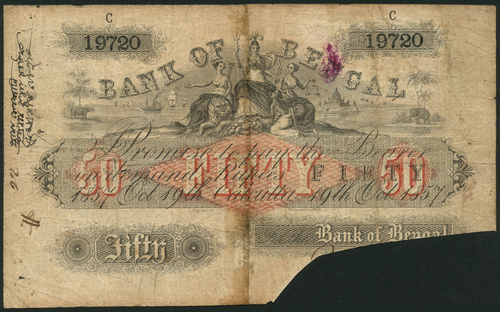 C C
19720 19720
BANK OF BENGAL
I Promise to pay the Bearer
50 FIFTY 50
on demand Rupees FIFTY
1857 Oct 19th Calcutta 19th Oct 1857
Fifty Bank of Bengal